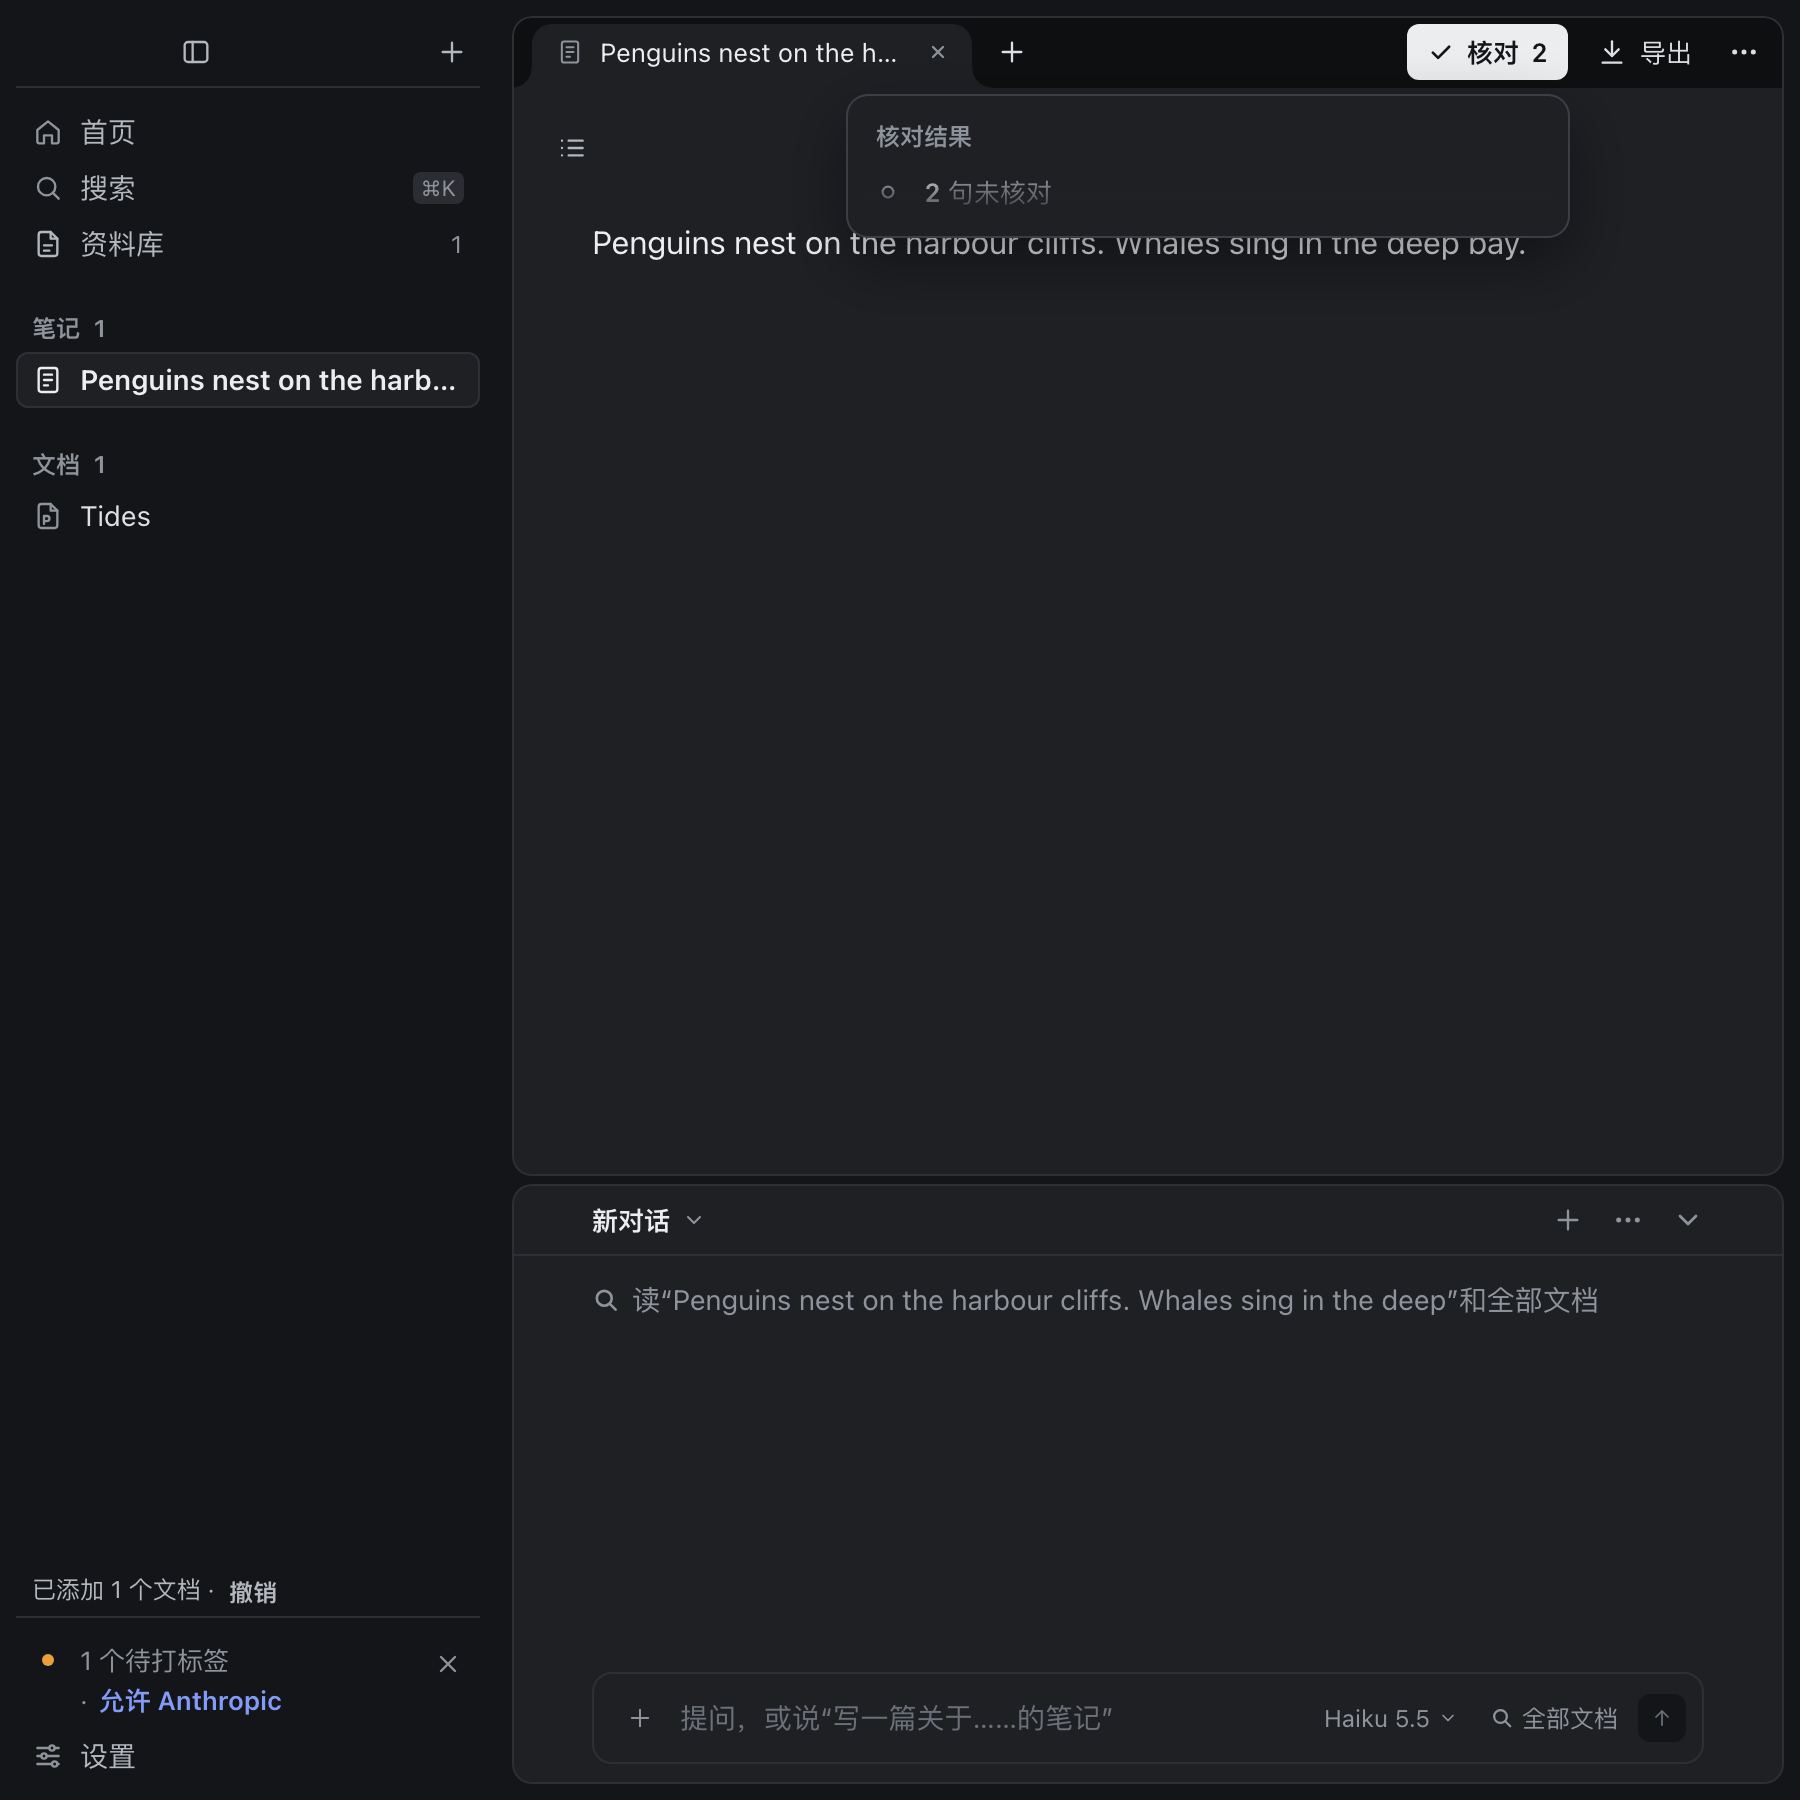 Penguins nest on the h...
核对 2
导出
首页
搜索 ⌘K
资料库 1
笔记 1
Penguins nest on the harb...
文档 1
Tides
已添加 1 个文档 · 撤销
1 个待打标签
· 允许 Anthropic
设置
核对结果
2 句未核对
Penguins nest on the harbour cliffs. Whales sing in the deep bay.
新对话
读“Penguins nest on the harbour cliffs. Whales sing in the deep”和全部文档
提问，或说“写一篇关于……的笔记”
Haiku 5.5
全部文档